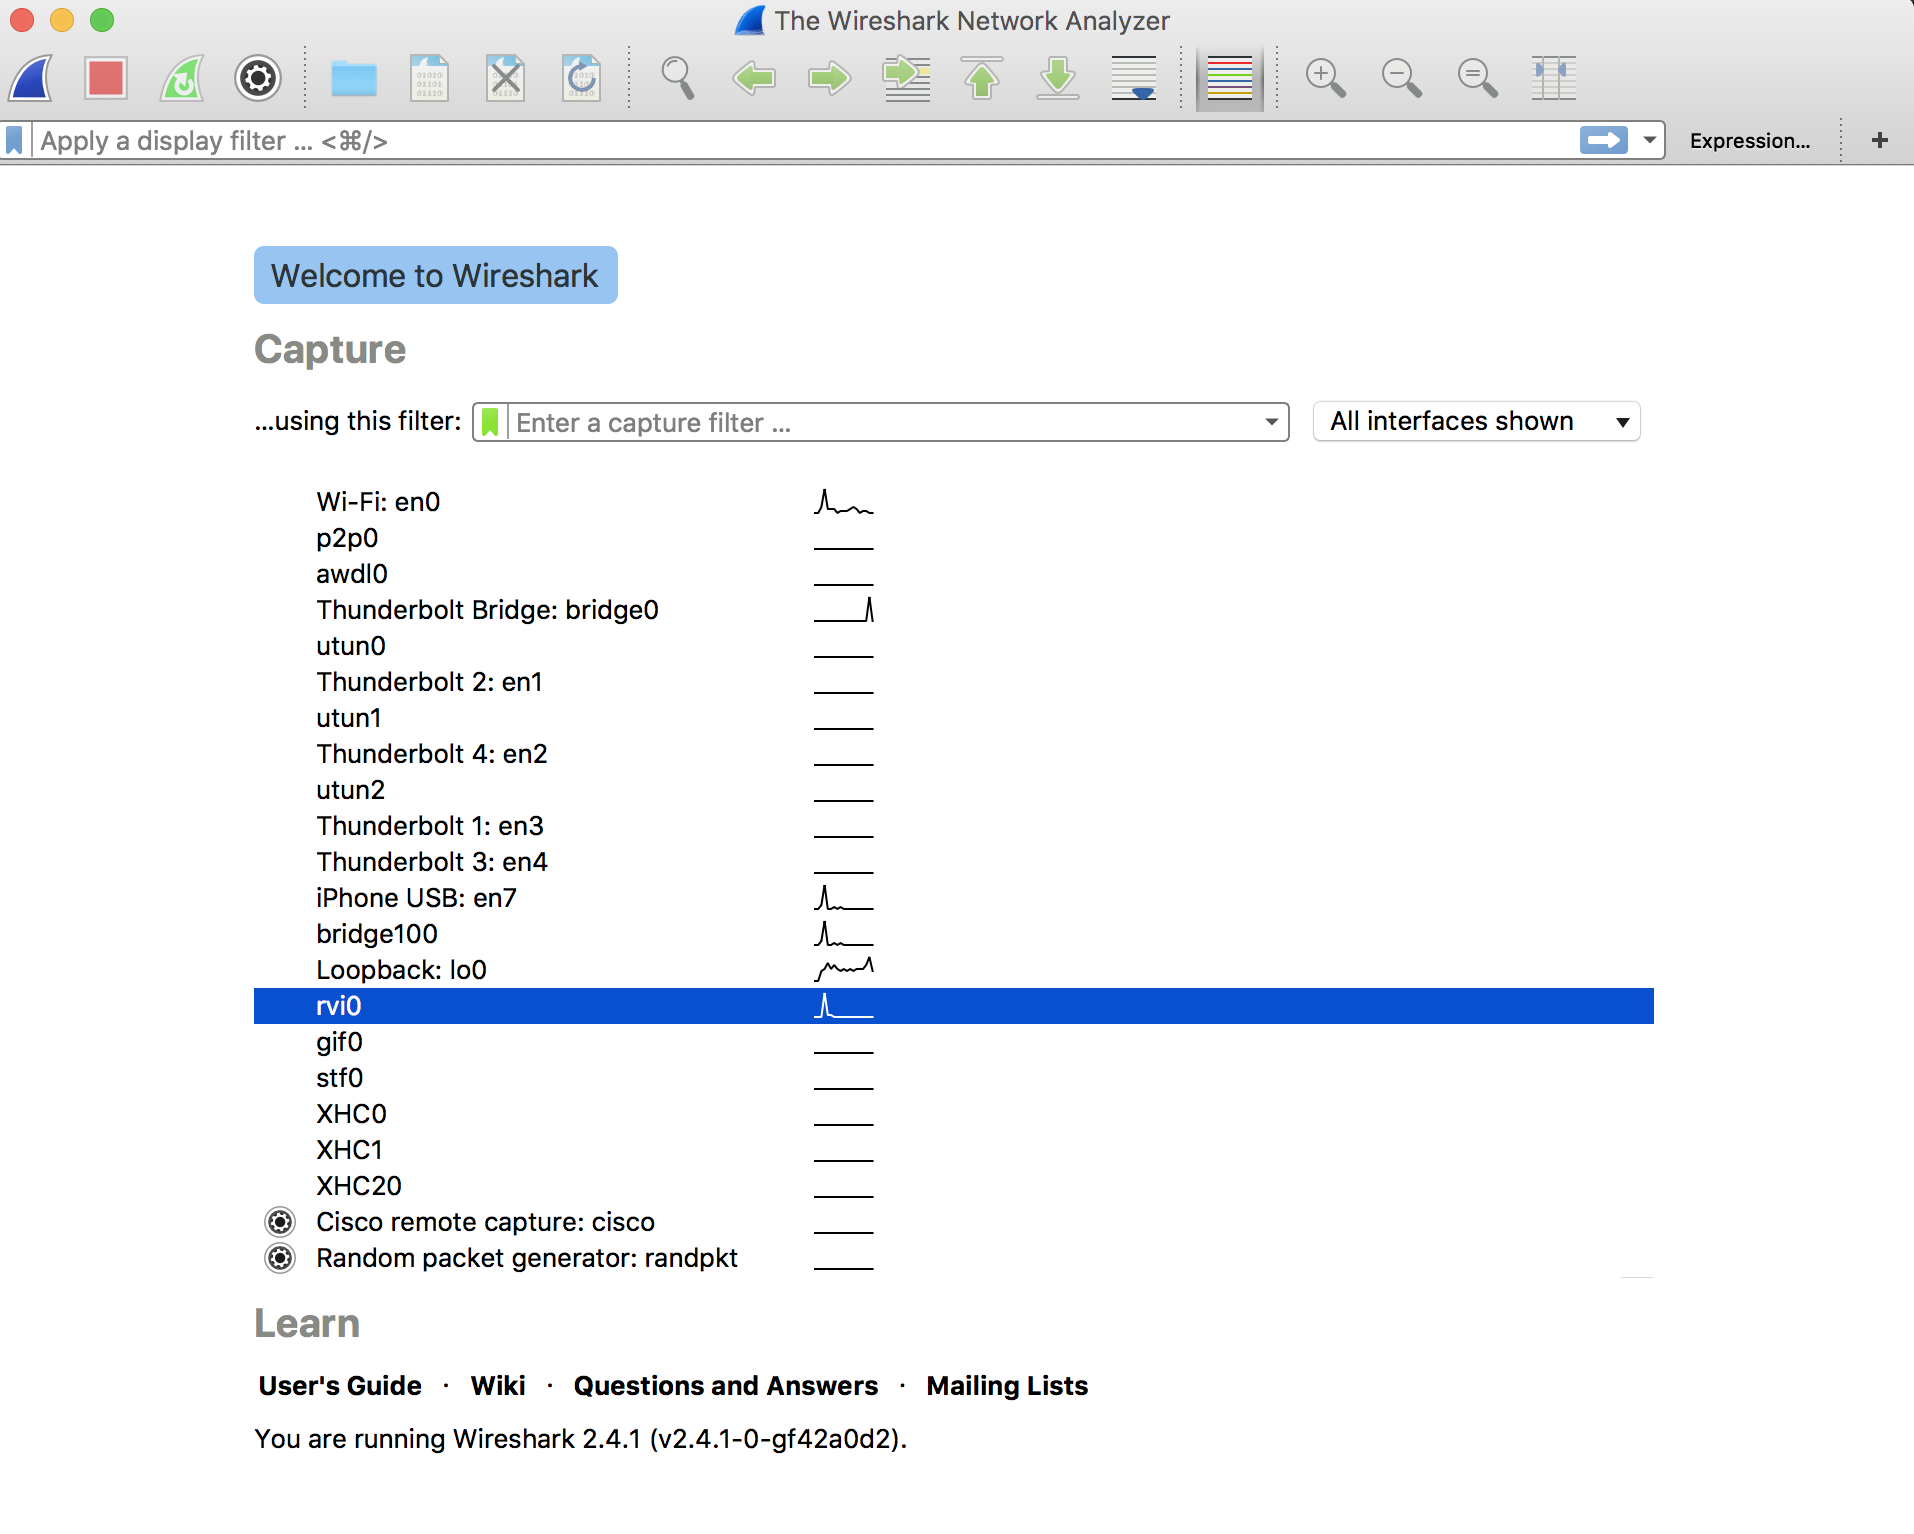 The Wireshark Network Analyzer
Apply a display filter ... <⌘/>
Expression...
+
Welcome to Wireshark
Capture
...using this filter:
Enter a capture filter ...
All interfaces shown
Wi-Fi: en0
p2p0
awdl0
Thunderbolt Bridge: bridge0
utun0
Thunderbolt 2: en1
utun1
Thunderbolt 4: en2
utun2
Thunderbolt 1: en3
Thunderbolt 3: en4
iPhone USB: en7
bridge100
Loopback: lo0
rvi0
gif0
stf0
XHC0
XHC1
XHC20
Cisco remote capture: cisco
Random packet generator: randpkt
Learn
User's Guide · Wiki · Questions and Answers · Mailing Lists
You are running Wireshark 2.4.1 (v2.4.1-0-gf42a0d2).